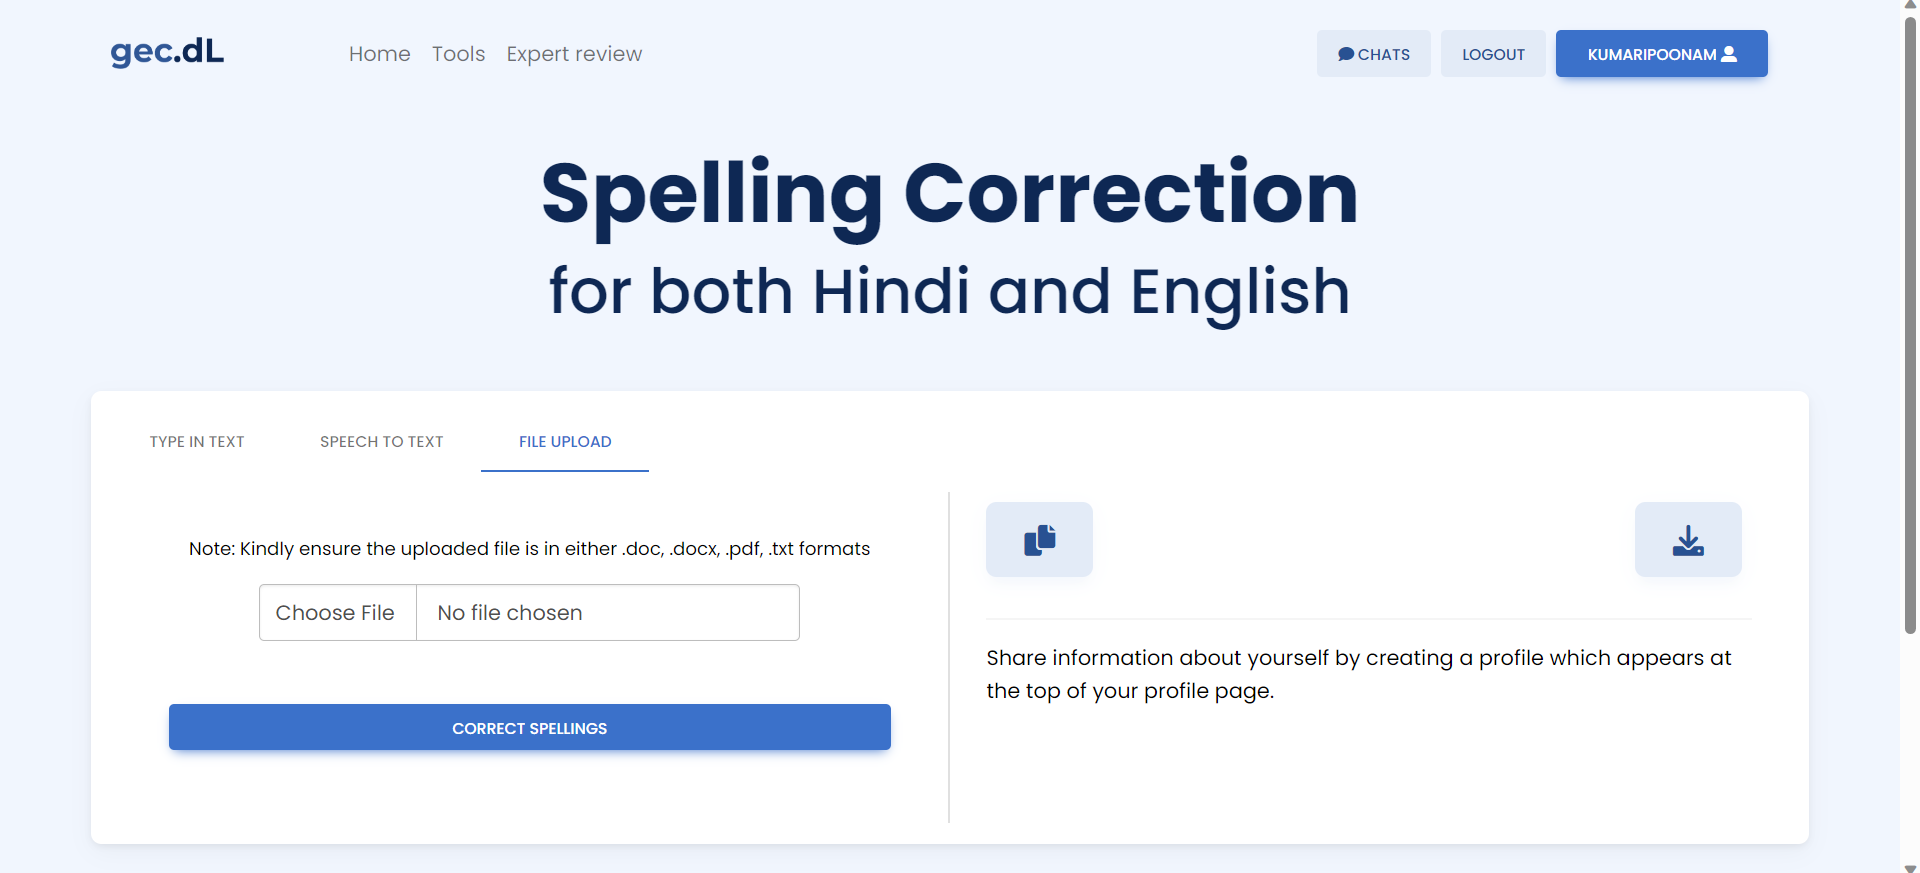 gec.dL
Home Tools Expert review
CHATS LOGOUT KUMARIPOONAM
Spelling Correction
for both Hindi and English
TYPE IN TEXT SPEECH TO TEXT FILE UPLOAD
Note: Kindly ensure the uploaded file is in either .doc, .docx, .pdf, .txt formats
Choose File No file chosen
CORRECT SPELLINGS
Share information about yourself by creating a profile which appears at
the top of your profile page.